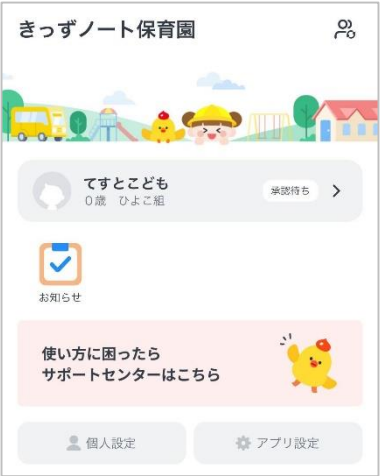 きっずノート保育園
てすとこども
0歳 ひよこ組
承認待ち
お知らせ
使い方に困ったら
サポートセンターはこちら
個人設定
アプリ設定